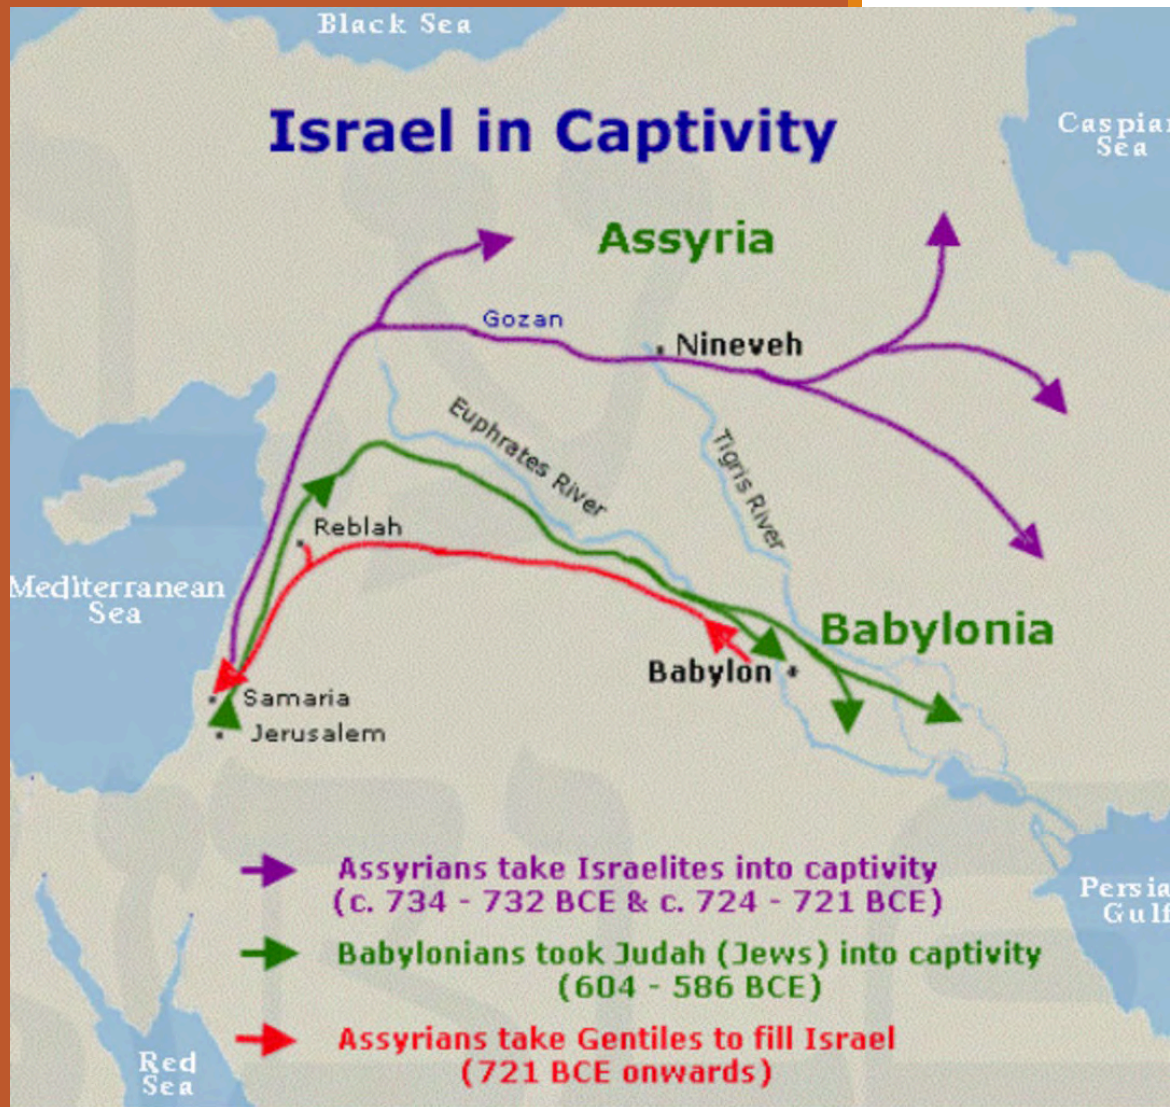 Black Sea
Caspian
Sea
Israel in Captivity
Assyria
Gozan
Nineveh
Euphrates River
Tigris River
Reblah
Mediterranean
Sea
Babylonia
Babylon
Samaria
Jerusalem
Assyrians take Israelites into captivity
(c. 734 - 732 BCE & c. 724 - 721 BCE)
Persia
Gulf
Babylonians took Judah (Jews) into captivity
(604 - 586 BCE)
Assyrians take Gentiles to fill Israel
(721 BCE onwards)
Red
Sea